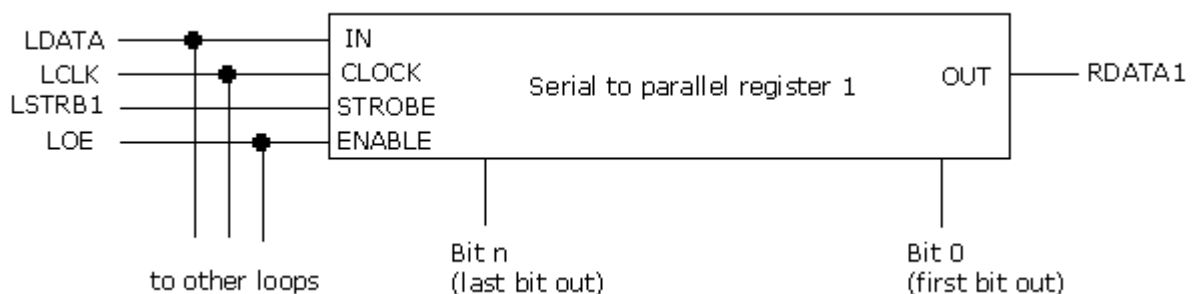 LDATA
IN
LCLK
CLOCK
Serial to parallel register 1
OUT
RDATA1
LSTRB1
STROBE
LOE
ENABLE
to other loops
Bit n
(last bit out)
Bit 0
(first bit out)